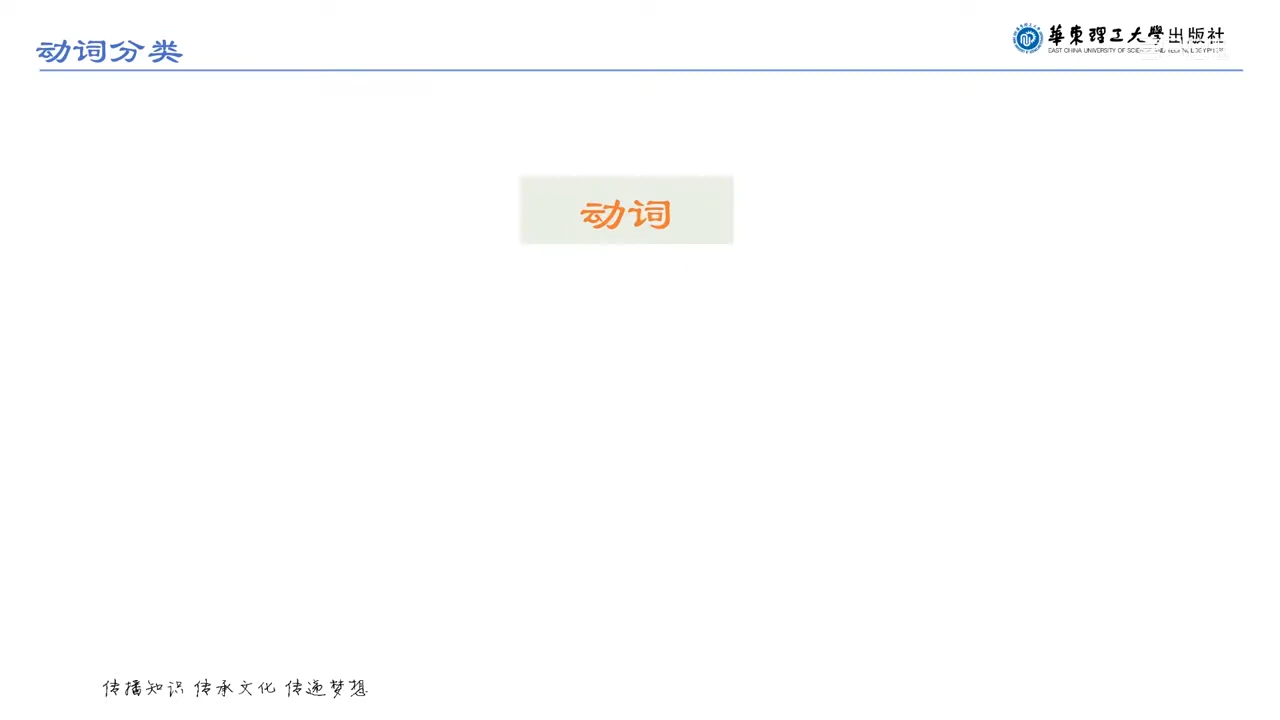 动词分类
華東理工大學出版社
动词
传播知识 传承文化 传递梦想